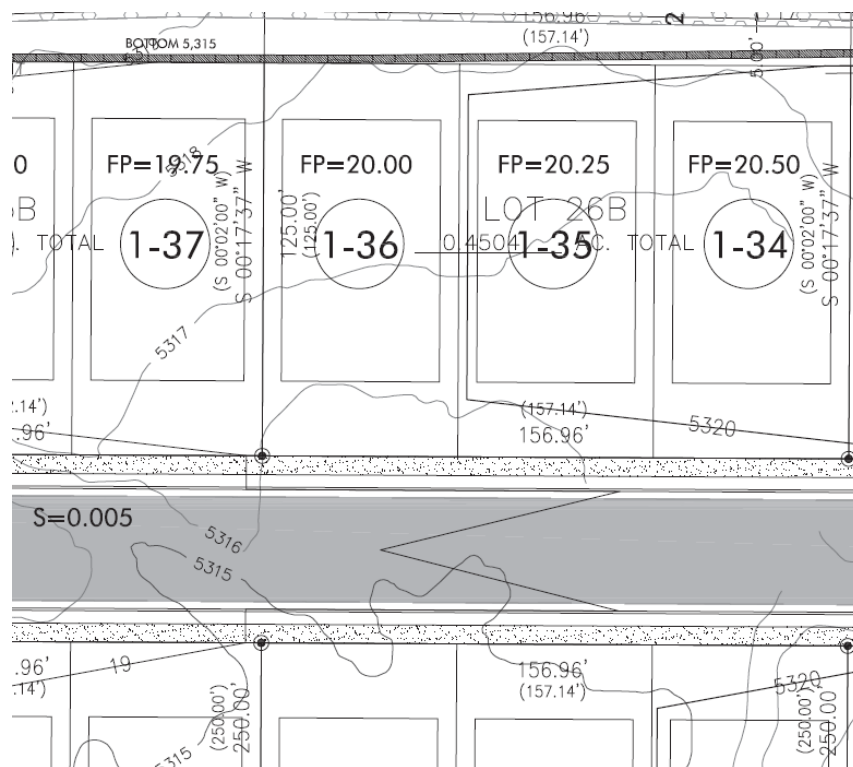 156.96'
(157.14')
BOTTOM 5,315
5.00'
FP=19.75
FP=20.00
FP=20.25
FP=20.50
5318
(S 00°02'00" W)
S 00°17'37" W
125.00'
(125.00')
(S 00°02'00" W)
S 00°17'37" W
LOT 26B
TOTAL
0.4504 AC. TOTAL
1-37
1-36
1-35
1-34
5317
.14')
.96'
(157.14')
156.96'
5320
S=0.005
5316
5315
.96'
.14')
19
156.96'
(157.14')
5320
(250.00')
250.00'
(250.00')
250.00'
5315